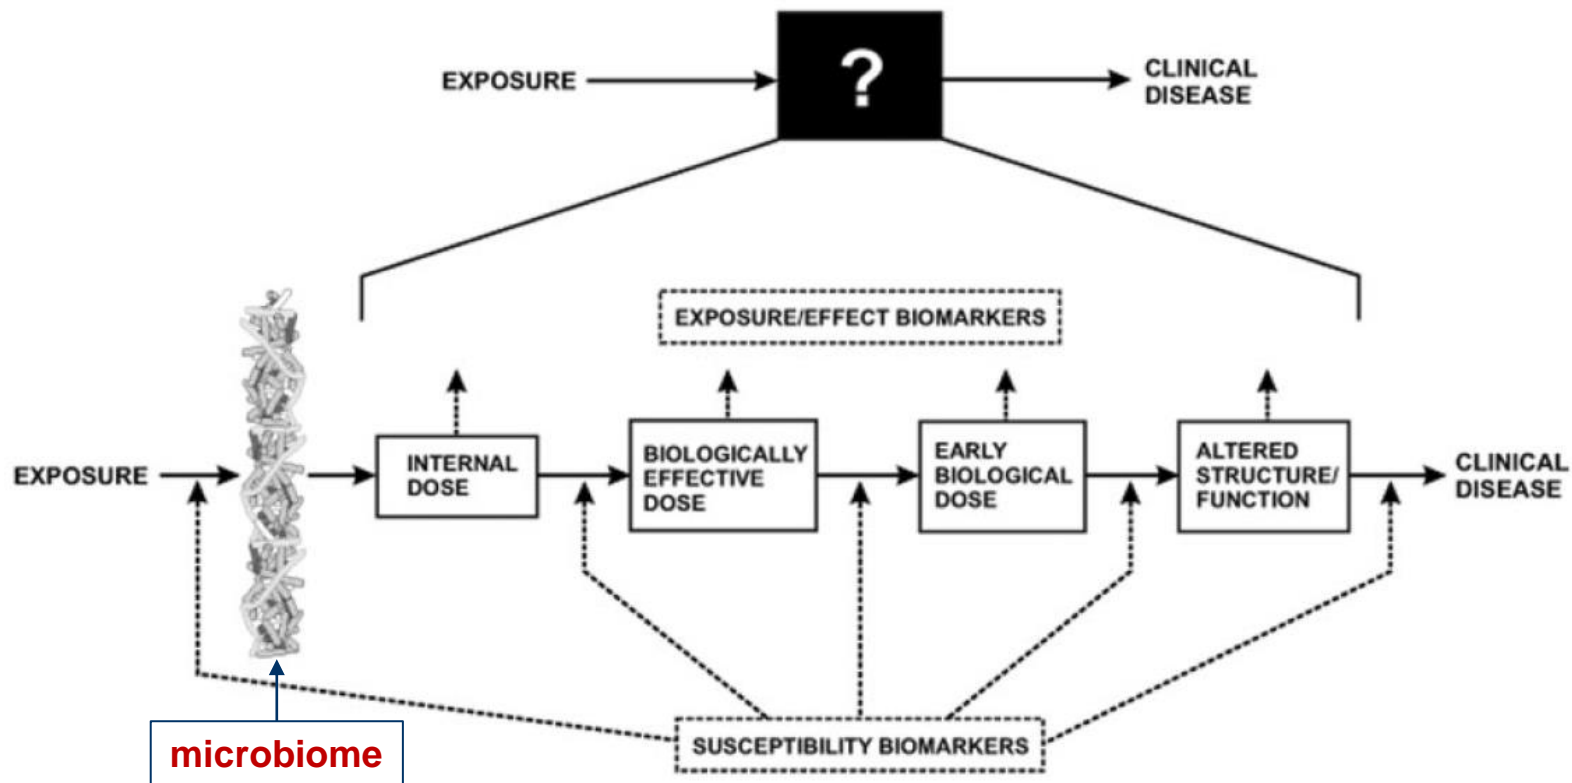 ?
EXPOSURE
CLINICAL
DISEASE
EXPOSURE/EFFECT BIOMARKERS
EXPOSURE
INTERNAL
DOSE
BIOLOGICALLY
EFFECTIVE
DOSE
EARLY
BIOLOGICAL
DOSE
ALTERED
STRUCTURE/
FUNCTION
CLINICAL
DISEASE
microbiome
SUSCEPTIBILITY BIOMARKERS